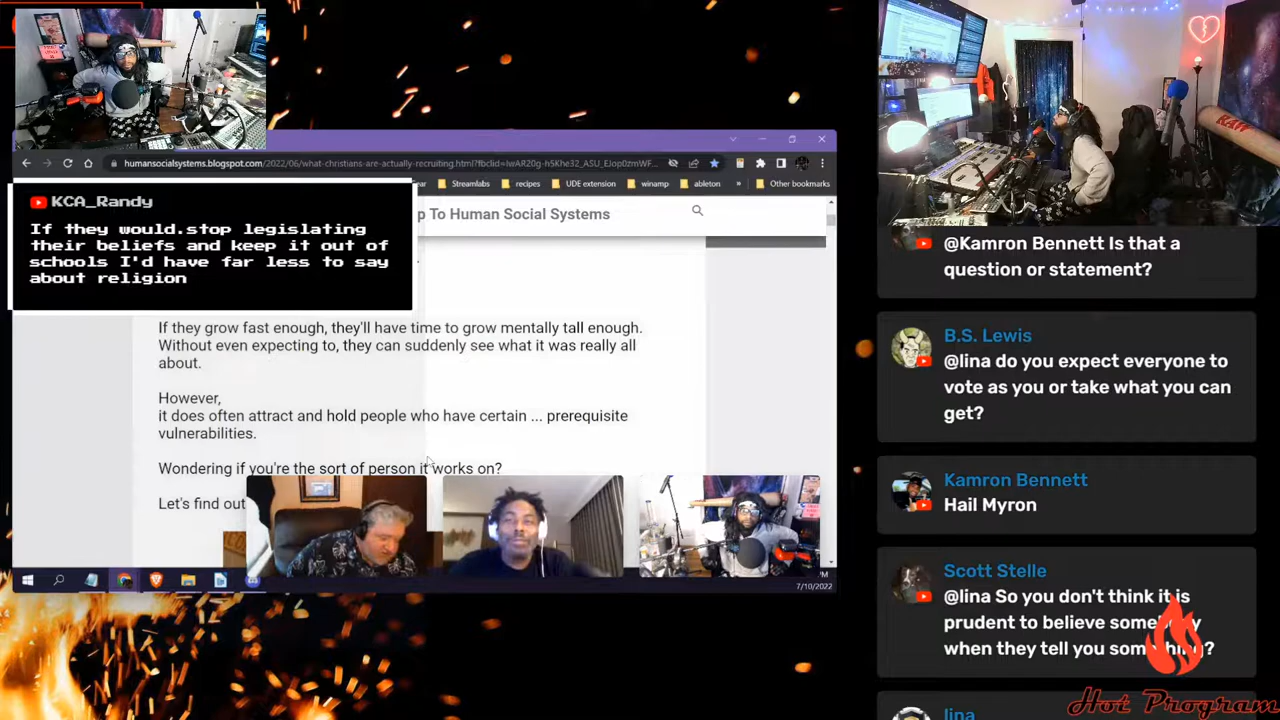 humansocialsystems.blogspot.com/2022/06/what-christians-are-actually-recruiting.html?fbclid=IwAR20g-h5Khe32_ASU_EJop0zmWF...
Streamlabs
recipes
UDE extension
winamp
ableton
»
Other bookmarks
KCA_Randy
If they would.stop legislating
their beliefs and keep it out of
schools I'd have far less to say
about religion
p To Human Social Systems
If they grow fast enough, they'll have time to grow mentally tall enough.
Without even expecting to, they can suddenly see what it was really all
about.
However,
it does often attract and hold people who have certain ... prerequisite
vulnerabilities.
Wondering if you're the sort of person it works on?
Let's find out
7/10/2022
RAW
@Kamron Bennett Is that a
question or statement?
B.S. Lewis
@lina do you expect everyone to
vote as you or take what you can
get?
Kamron Bennett
Hail Myron
Scott Stelle
@lina So you don't think it is
prudent to believe somebody
when they tell you something?
lina
Hot Program